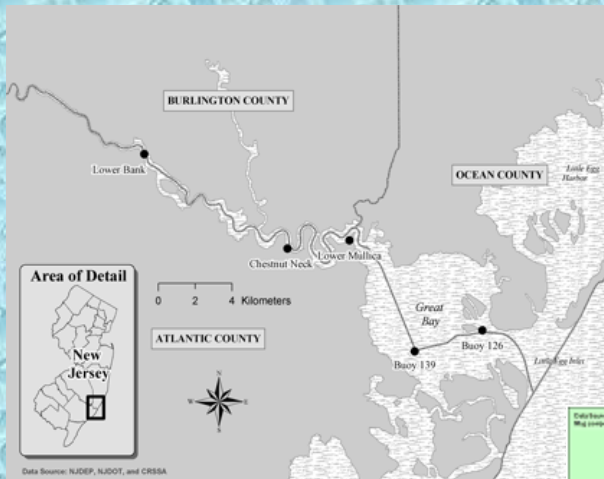 BURLINGTON COUNTY
Lower Bank
OCEAN COUNTY
Little Egg
Harbor
Chestnut Neck
Lower Mullica
Area of Detail
New
Jersey
0 2 4 Kilometers
ATLANTIC COUNTY
Great
Bay
Buoy 126
Buoy 139
Little Egg Inlet
N
W
E
S
Data Source: NJDEP, NJDOT, and CRSSA